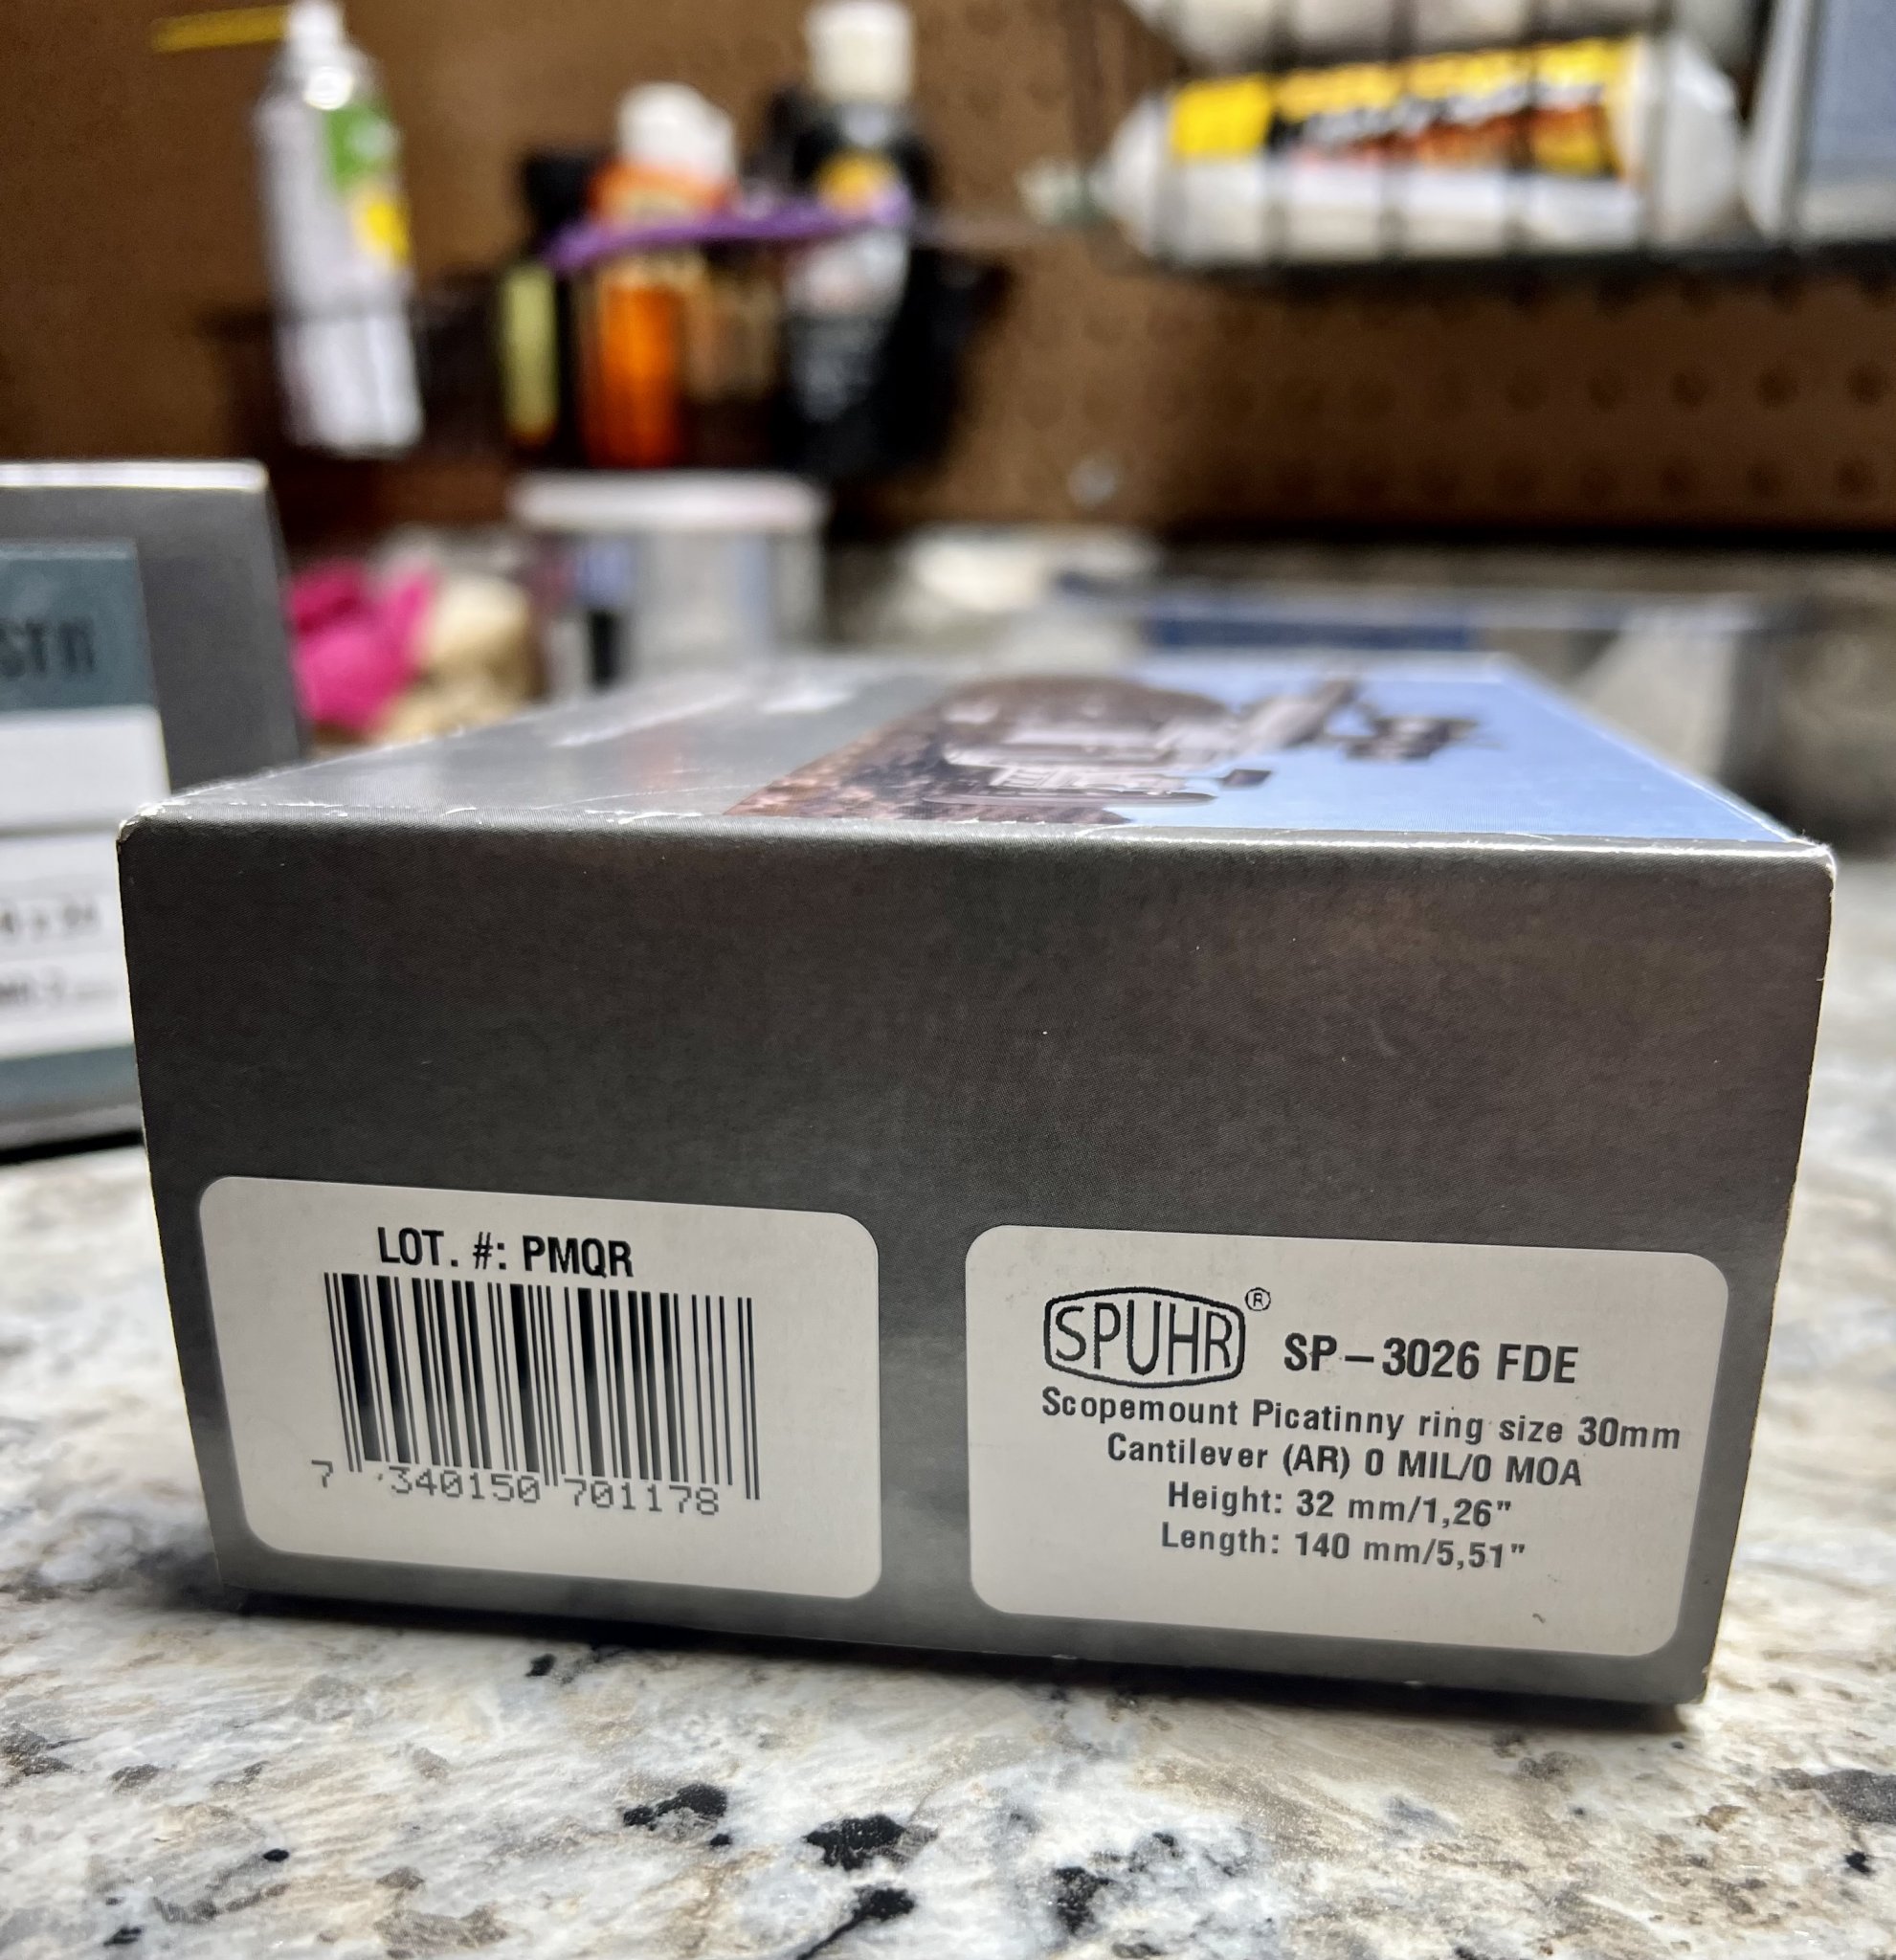 LOT. #: PMQR
7 340150 701178
SPUHR® SP-3026 FDE
Scopemount Picatinny ring size 30mm
Cantilever (AR) 0 MIL/0 MOA
Height: 32 mm/1,26"
Length: 140 mm/5,51"